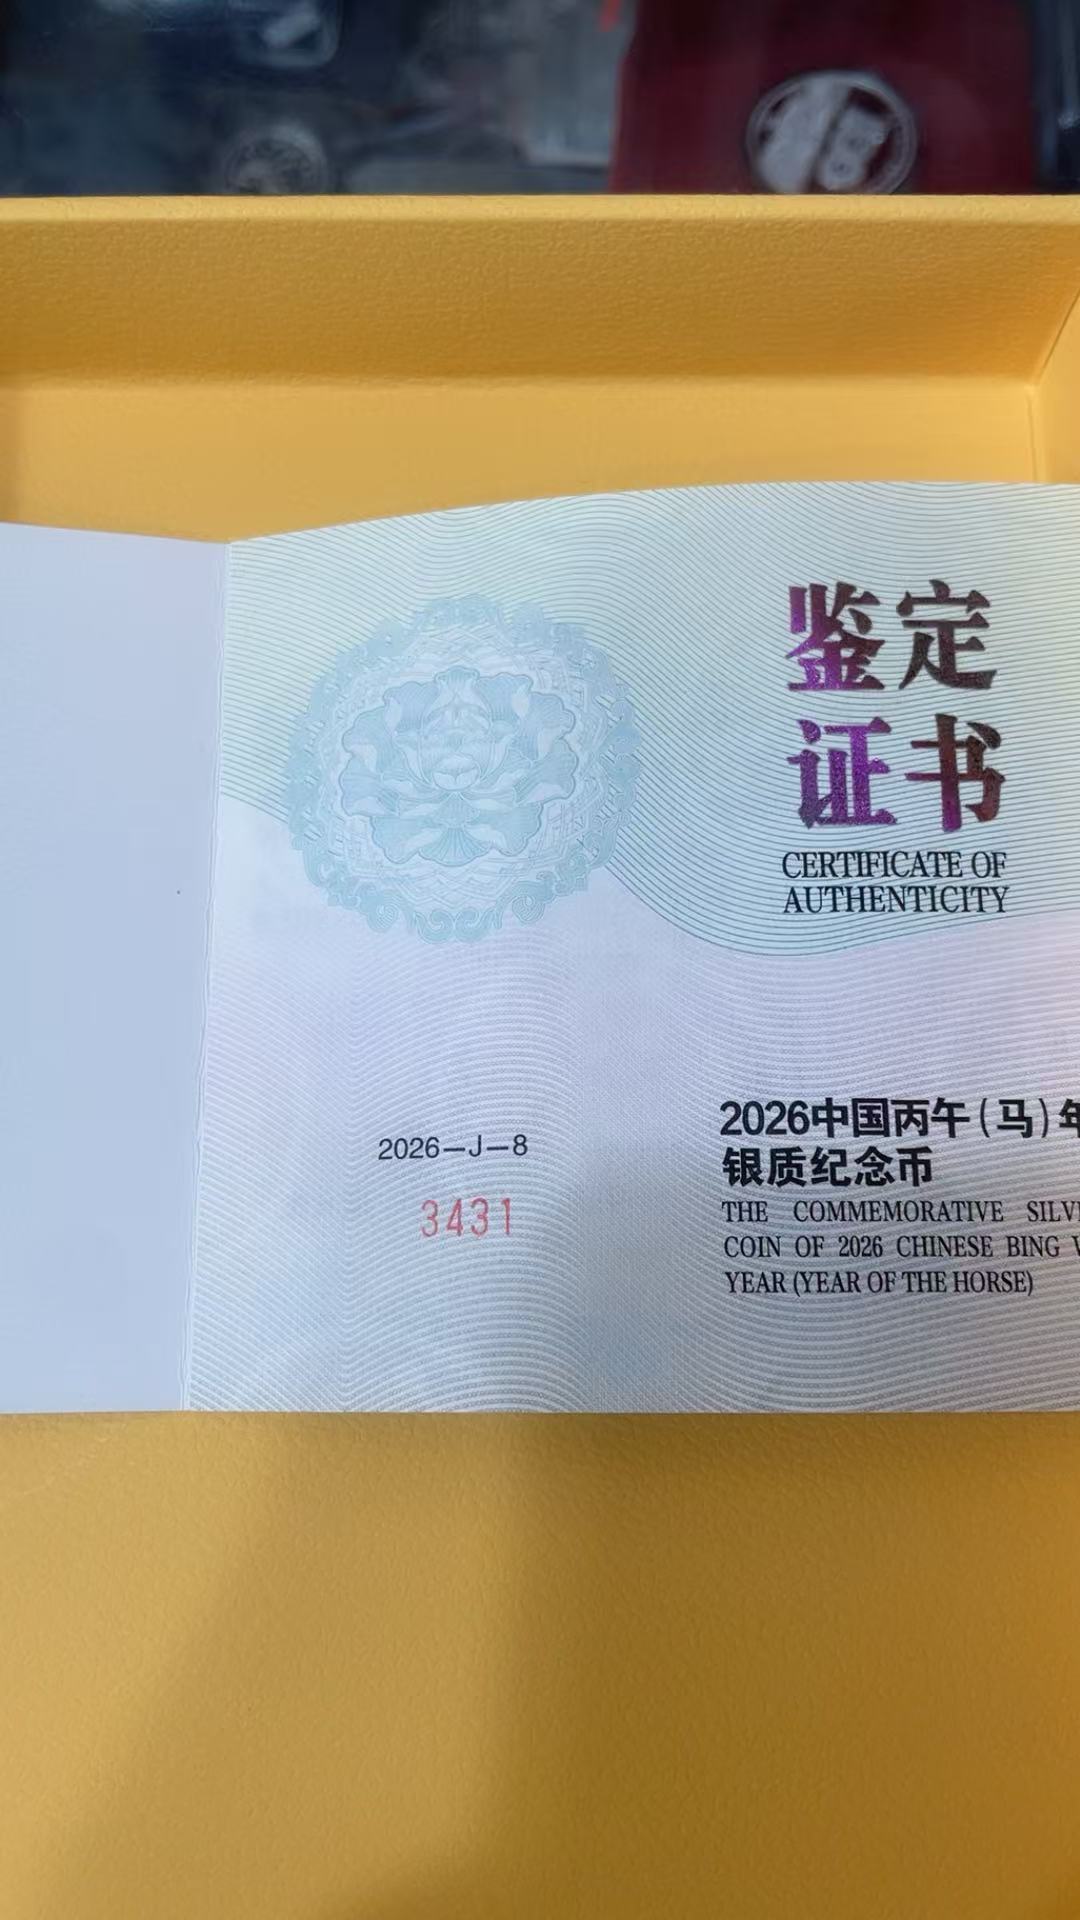 鉴定
证书
CERTIFICATE OF
AUTHENTICITY
2026—J—8
3431
2026中国丙午(马)年
银质纪念币
THE COMMEMORATIVE SILV
COIN OF 2026 CHINESE BING
YEAR (YEAR OF THE HORSE)